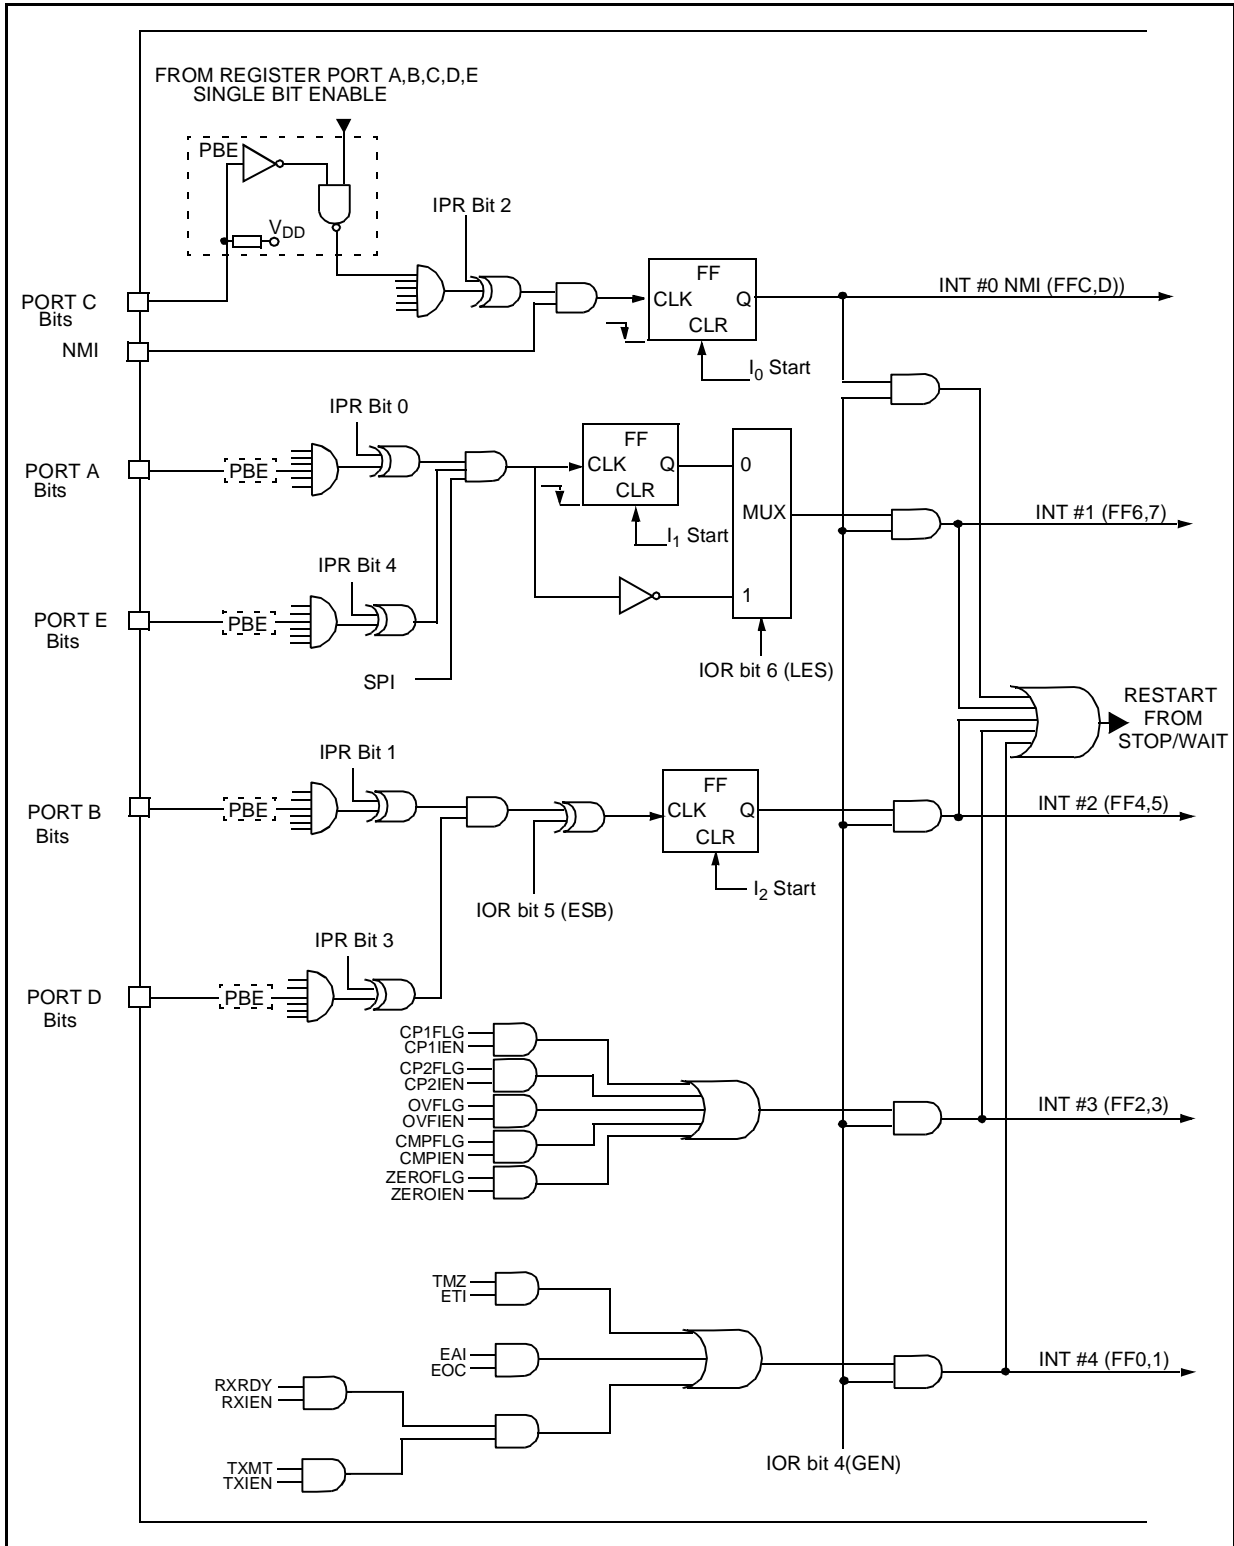 FROM REGISTER PORT A,B,C,D,E
SINGLE BIT ENABLE
PBE
VDD
IPR Bit 2
FF
CLK
Q
CLR
INT #0 NMI (FFC,D))
PORT C
Bits
NMI
I0 Start
IPR Bit 0
FF
CLK
Q
CLR
0
MUX
1
INT #1 (FF6,7)
PORT A
Bits
PBE
I1 Start
IPR Bit 4
PORT E
Bits
PBE
SPI
IOR bit 6 (LES)
RESTART
FROM
STOP/WAIT
IPR Bit 1
PORT B
Bits
PBE
FF
CLK
Q
CLR
INT #2 (FF4,5)
I2 Start
IOR bit 5 (ESB)
IPR Bit 3
PORT D
Bits
PBE
CP1FLG
CP1IEN
CP2FLG
CP2IEN
OVFLG
OVFIEN
CMPFLG
CMPIEN
ZEROFLG
ZEROIEN
INT #3 (FF2,3)
TMZ
ETI
EAI
EOC
RXRDY
RXIEN
TXMT
TXIEN
INT #4 (FF0,1)
IOR bit 4(GEN)